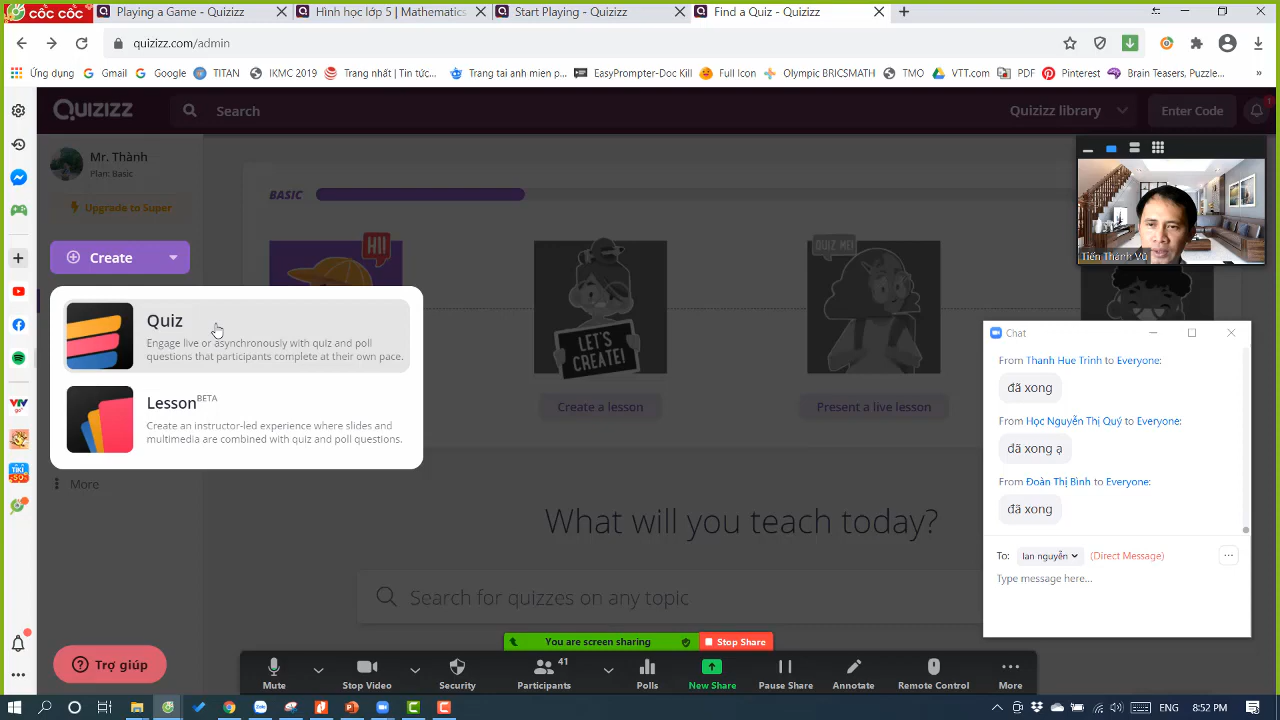 CỐC CỐC
Playing a Game - Quizizz
Hình học lớp 5 | Mathematics
Start Playing - Quizizz
Find a Quiz - Quizizz
quizizz.com/admin
Ứng dụng
Gmail
Google
TITAN
IKMC 2019
Trang nhất | Tin tức...
Trang tai anh mien p...
EasyPrompter-Doc Kill
Full Icon
Olympic BRICSMATH
TMO
VTT.com
PDF
Pinterest
Brain Teasers, Puzzle...
»
QUIZIZZ
Search
Quizizz library
Enter Code
1
Mr. Thành
Plan: Basic
Upgrade to Super
BASIC
Create
HI!
QUIZ ME!
LET'S
CREATE!
Quiz
Engage live or asynchronously with quiz and poll
questions that participants complete at their own pace.
Lesson BETA
Create an instructor-led experience where slides and
multimedia are combined with quiz and poll questions.
Create a lesson
Present a live lesson
More
What will you teach today?
Search for quizzes on any topic
Tiến Thành Vũ
Chat
From Thanh Hue Trinh to Everyone:
đã xong
From Học Nguyễn Thị Quý to Everyone:
đã xong ạ
From Đoàn Thị Bình to Everyone:
đã xong
To: lan nguyễn (Direct Message)
Type message here...
You are screen sharing
Stop Share
Trợ giúp
Mute
Stop Video
Security
Participants
41
Polls
New Share
Pause Share
Annotate
Remote Control
More
ENG
8:52 PM